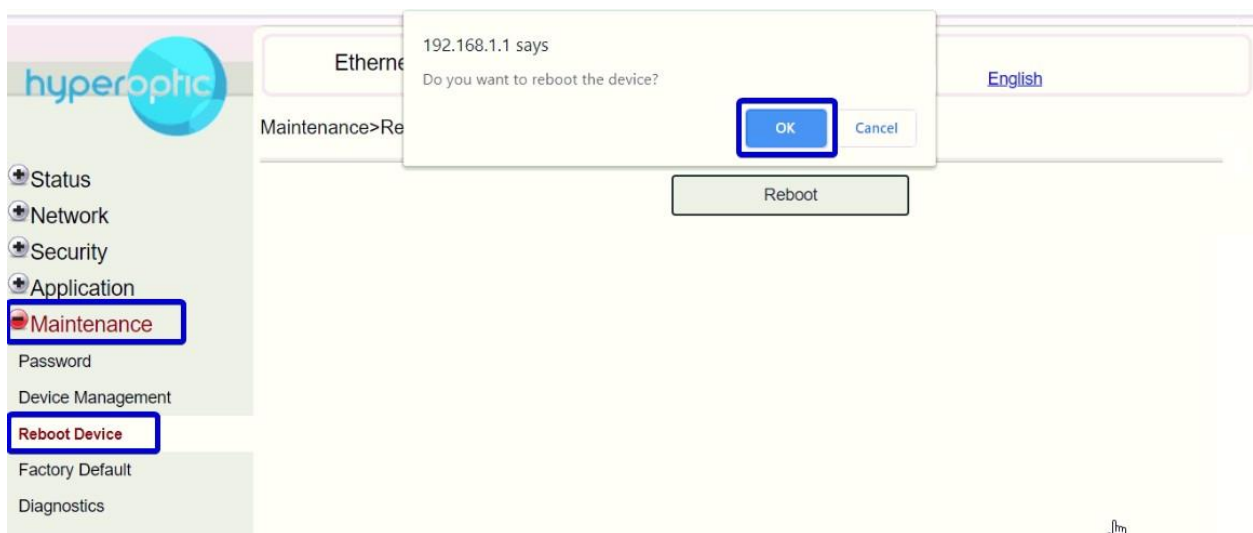 192.168.1.1 says
Do you want to reboot the device?
OK Cancel
hyperoptic
Etherne
English
Maintenance>Re
Reboot
Status
Network
Security
Application
Maintenance
Password
Device Management
Reboot Device
Factory Default
Diagnostics